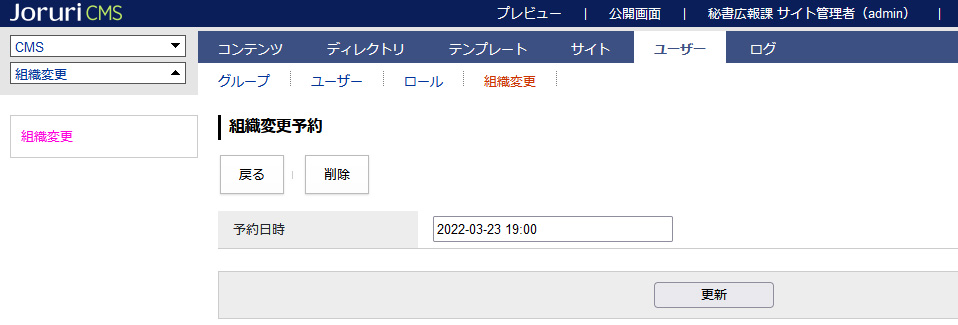 Joruri CMS
プレビュー | 公開画面 | 秘書広報課 サイト管理者（admin） |
CMS
組織変更
コンテンツ ディレクトリ テンプレート サイト ユーザー ログ
グループ ユーザー ロール 組織変更
組織変更
組織変更予約
戻る 削除
予約日時 2022-03-23 19:00
更新